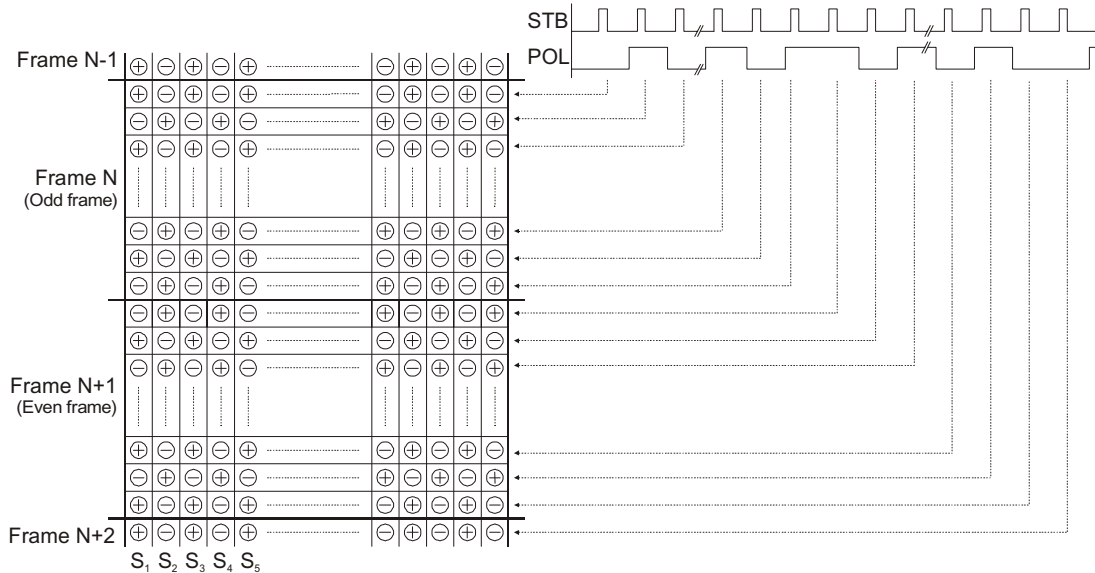 STB
POL
Frame N-1
Frame N
(Odd frame)
Frame N+1
(Even frame)
Frame N+2
S₁ S₂ S₃ S₄ S₅